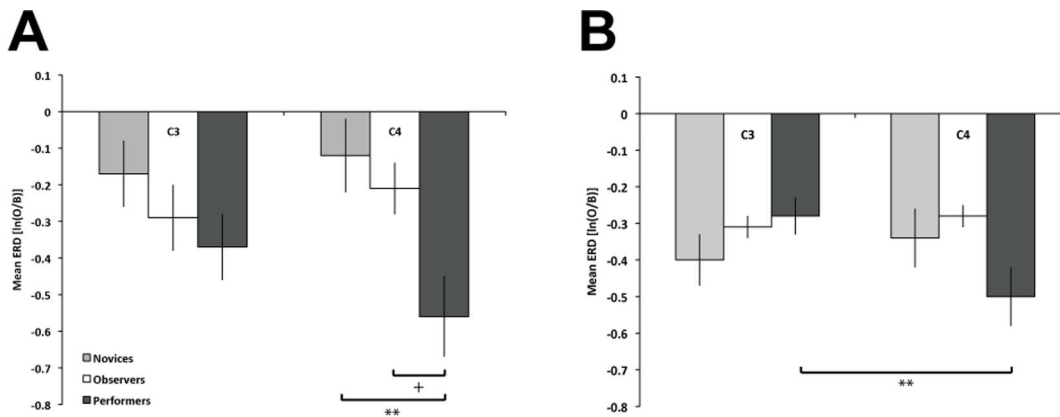 A
Mean ERD [ln(O/B)]
0.1
0
-0.1
-0.2
-0.3
-0.4
-0.5
-0.6
-0.7
-0.8
C3
C4
Novices
Observers
Performers
+
**
B
Mean ERD [ln(O/B)]
0.1
0
-0.1
-0.2
-0.3
-0.4
-0.5
-0.6
-0.7
-0.8
C3
C4
**